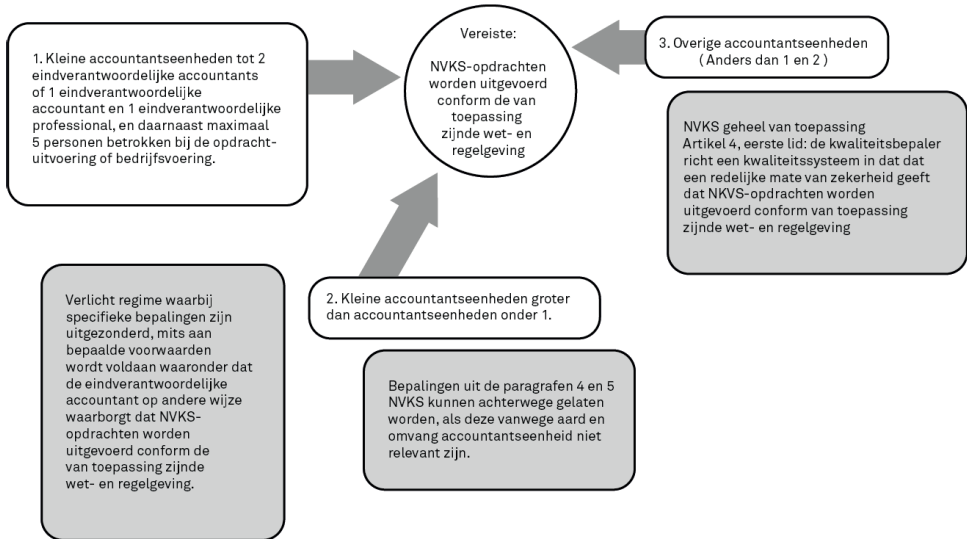 1. Kleine accountantseenheden tot 2
eindverantwoordelijke accountants
of 1 eindverantwoordelijke
accountant en 1 eindverantwoordelijke
professional, en daarnaast maximaal
5 personen betrokken bij de opdracht-
uitvoering of bedrijfsvoering.
Vereiste:
NVKS-opdrachten
worden uitgevoerd
conform de van
toepassing
zijnde wet- en
regelgeving
3. Overige accountantseenheden
( Anders dan 1 en 2 )
NVKS geheel van toepassing
Artikel 4, eerste lid: de kwaliteitsbepaler
richt een kwaliteitssysteem in dat dat
een redelijke mate van zekerheid geeft
dat NKVS-opdrachten worden
uitgevoerd conform van toepassing
zijnde wet- en regelgeving
Verlicht regime waarbij
specifieke bepalingen zijn
uitgezonderd, mits aan
bepaalde voorwaarden
wordt voldaan waaronder dat
de eindverantwoordelijke
accountant op andere wijze
waarborgt dat NVKS-
opdrachten worden
uitgevoerd conform de
van toepassing zijnde
wet- en regelgeving.
2. Kleine accountantseenheden groter
dan accountantseenheden onder 1.
Bepalingen uit de paragrafen 4 en 5
NVKS kunnen achterwege gelaten
worden, als deze vanwege aard en
omvang accountantseenheid niet
relevant zijn.